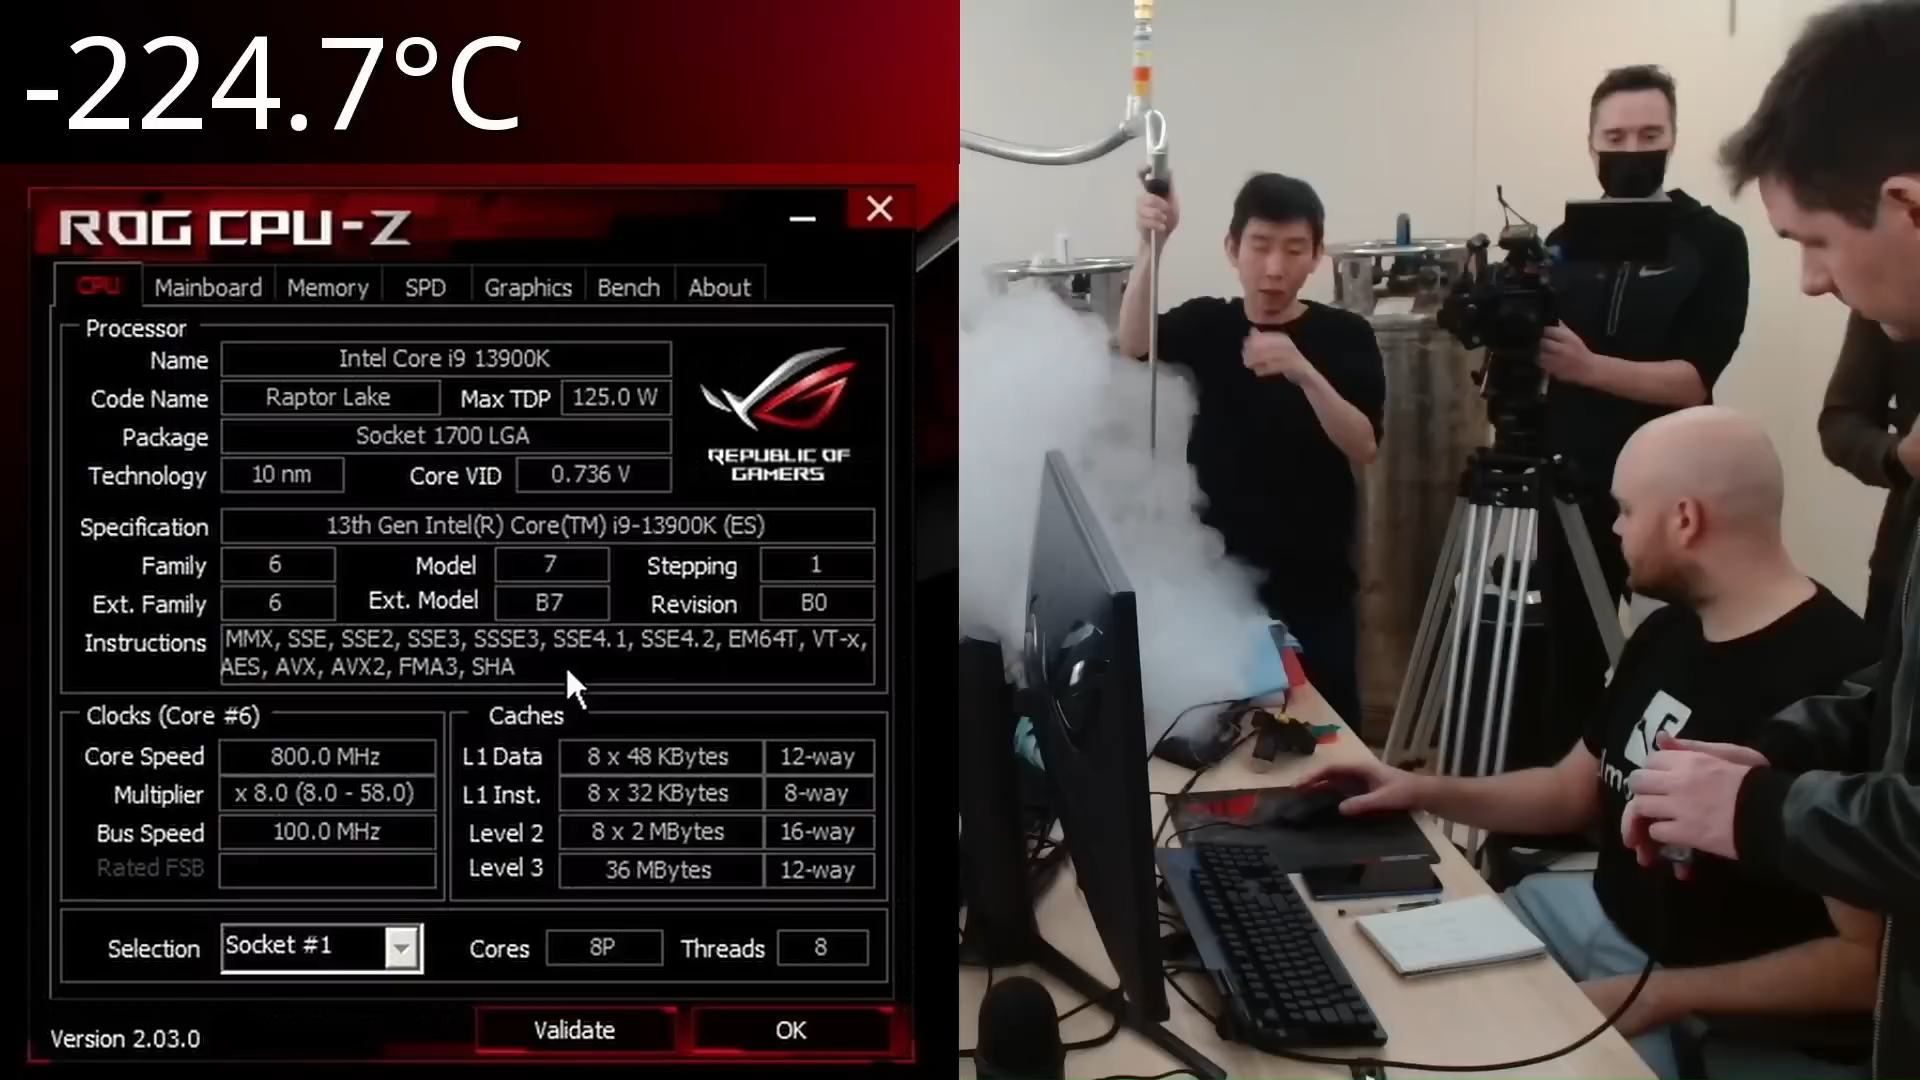 -224.7°C
ROG CPU-Z
CPU Mainboard Memory SPD Graphics Bench About
Processor
Name Intel Core i9 13900K
Code Name Raptor Lake Max TDP 125.0 W
Package Socket 1700 LGA
Technology 10 nm Core VID 0.736 V
REPUBLIC OF
GAMERS
Specification 13th Gen Intel(R) Core(TM) i9-13900K (ES)
Family 6 Model 7 Stepping 1
Ext. Family 6 Ext. Model B7 Revision B0
Instructions MMX, SSE, SSE2, SSE3, SSSE3, SSE4.1, SSE4.2, EM64T, VT-x,
AES, AVX, AVX2, FMA3, SHA
Clocks (Core #6)
Core Speed 800.0 MHz
Multiplier x 8.0 (8.0 - 58.0)
Bus Speed 100.0 MHz
Rated FSB
Caches
L1 Data 8 x 48 KBytes 12-way
L1 Inst. 8 x 32 KBytes 8-way
Level 2 8 x 2 MBytes 16-way
Level 3 36 MBytes 12-way
Selection Socket #1 Cores 8P Threads 8
Version 2.03.0 Validate OK